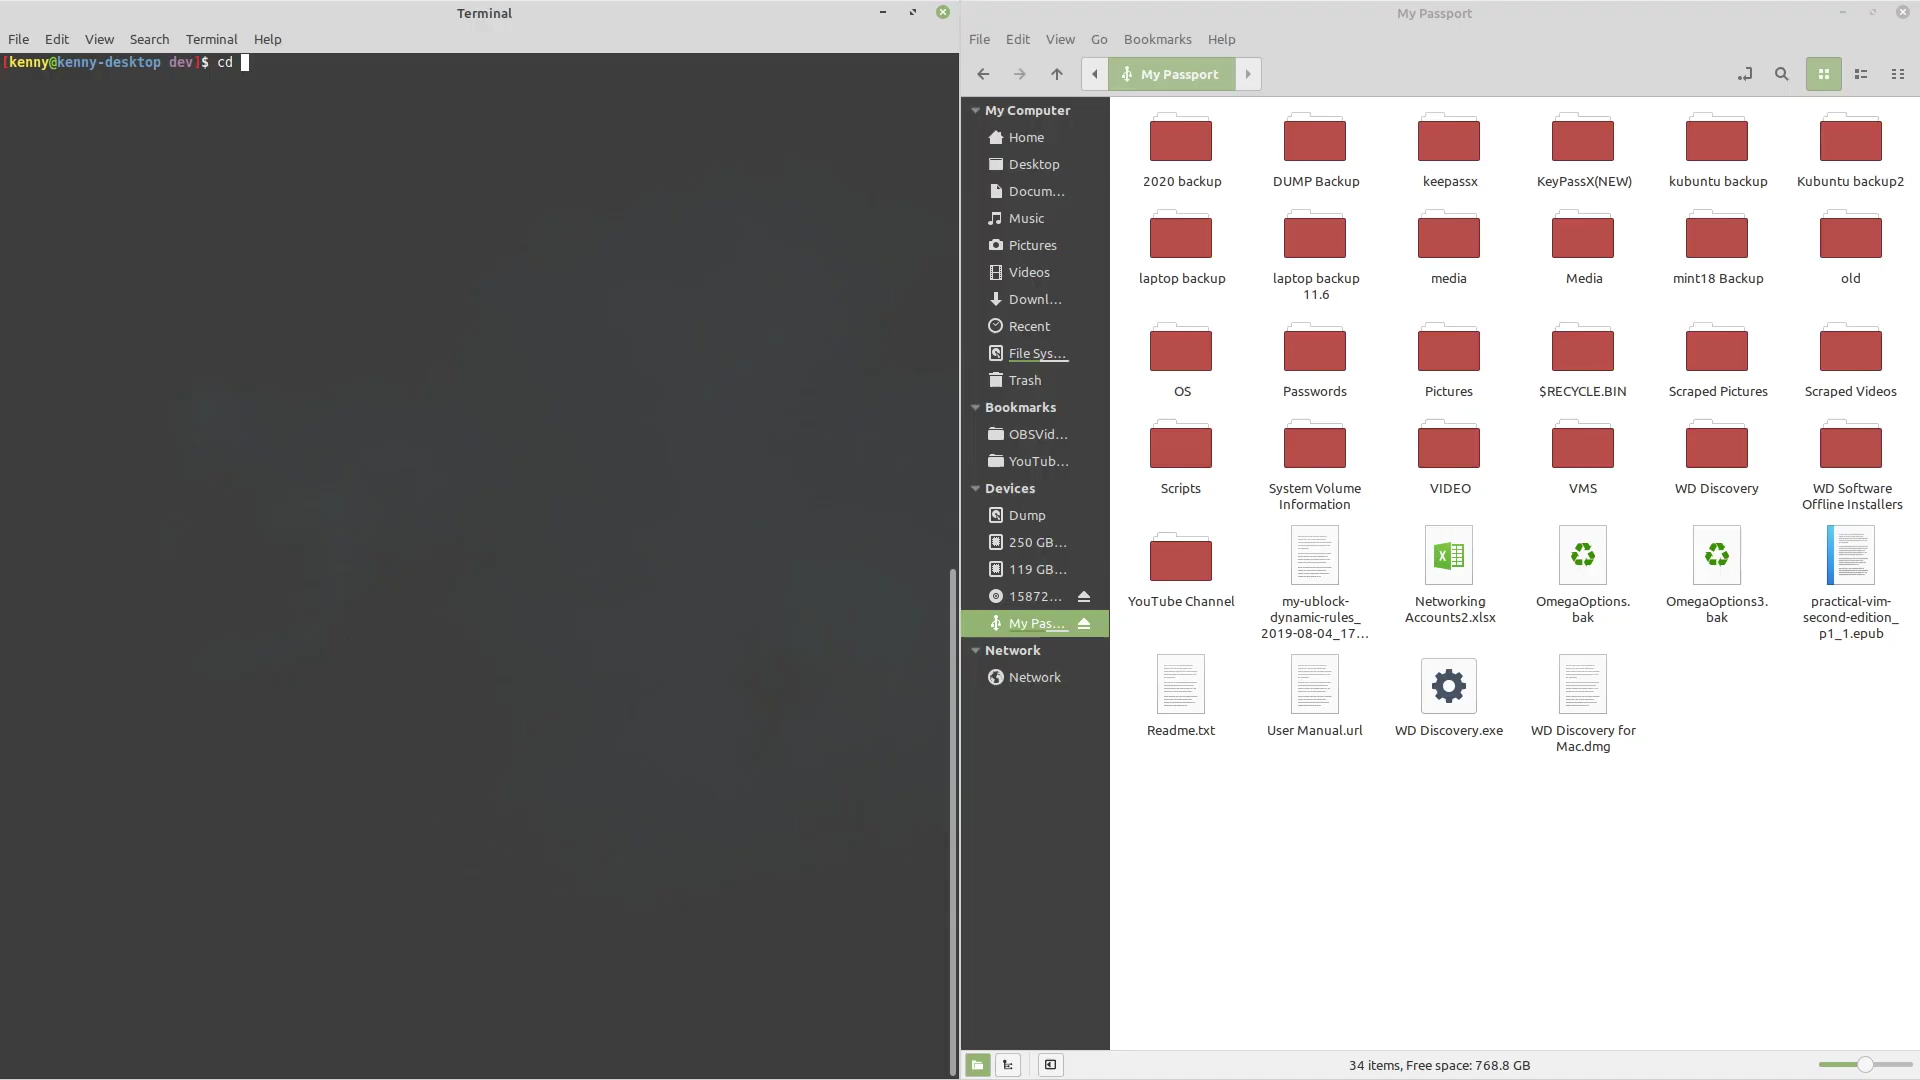 Terminal
File Edit View Search Terminal Help
[kenny@kenny-desktop dev]$ cd
My Passport
File Edit View Go Bookmarks Help
My Passport
My Computer
Home
Desktop
Docum...
Music
Pictures
Videos
Downl...
Recent
File Sys...
Trash
Bookmarks
OBSVid...
YouTub...
Devices
Dump
250 GB...
119 GB...
15872...
My Pas...
Network
Network
2020 backup
DUMP Backup
keepassx
KeyPassX(NEW)
kubuntu backup
Kubuntu backup2
laptop backup
laptop backup
11.6
media
Media
mint18 Backup
old
OS
Passwords
Pictures
$RECYCLE.BIN
Scraped Pictures
Scraped Videos
Scripts
System Volume
Information
VIDEO
VMS
WD Discovery
WD Software
Offline Installers
YouTube Channel
my-ublock-
dynamic-rules_
2019-08-04_17...
Networking
Accounts2.xlsx
OmegaOptions.
bak
OmegaOptions3.
bak
practical-vim-
second-edition_
p1_1.epub
Readme.txt
User Manual.url
WD Discovery.exe
WD Discovery for
Mac.dmg
34 items, Free space: 768.8 GB